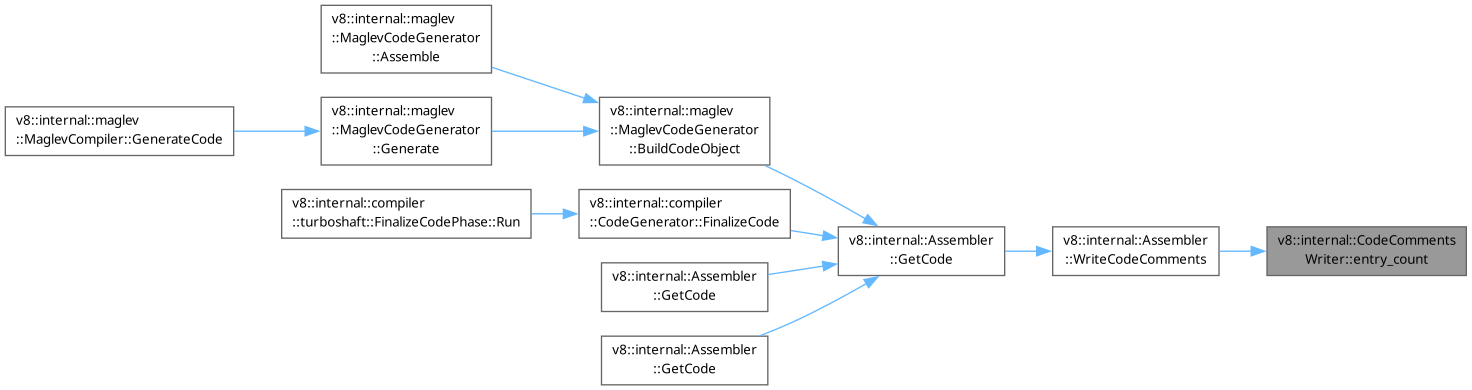 v8::internal::maglev
::MaglevCodeGenerator
::Assemble
v8::internal::maglev
::MaglevCompiler::GenerateCode
v8::internal::maglev
::MaglevCodeGenerator
::Generate
v8::internal::maglev
::MaglevCodeGenerator
::BuildCodeObject
v8::internal::compiler
::turboshaft::FinalizeCodePhase::Run
v8::internal::compiler
::CodeGenerator::FinalizeCode
v8::internal::Assembler
::GetCode
v8::internal::Assembler
::WriteCodeComments
v8::internal::CodeComments
Writer::entry_count
v8::internal::Assembler
::GetCode
v8::internal::Assembler
::GetCode